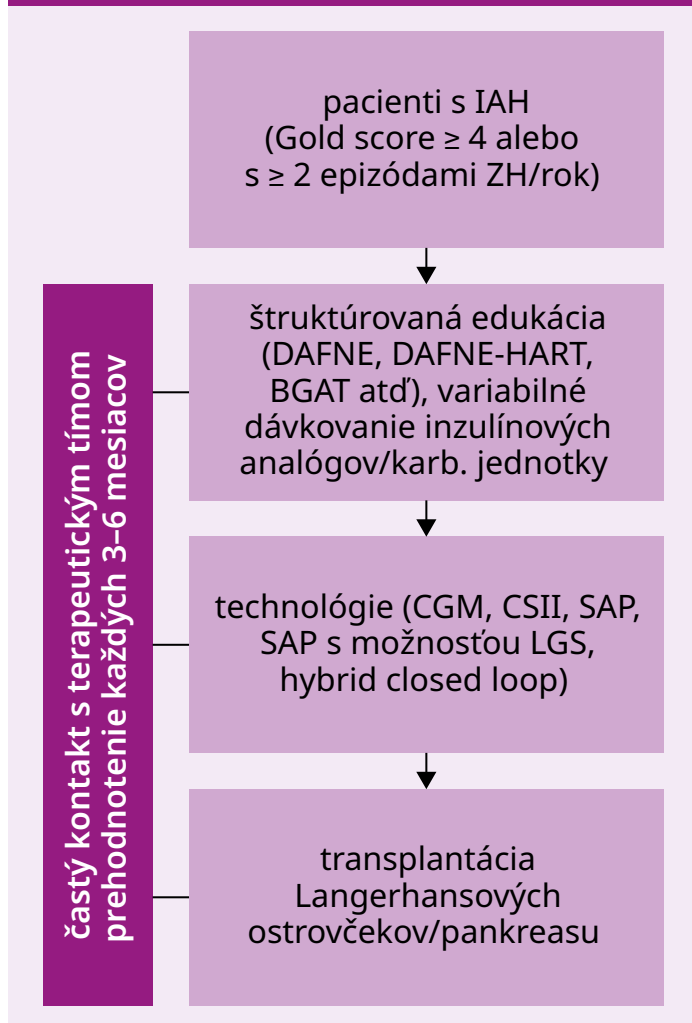 pacienti s IAH
(Gold score ≥ 4 alebo
s ≥ 2 epizódami ZH/rok)
častý kontakt s terapeutickým tímom
prehodnotenie každých 3–6 mesiacov
štruktúrovaná edukácia
(DAFNE, DAFNE-HART,
BGAT atď), variabilné
dávkovanie inzulínových
analógov/karb. jednotky
technológie (CGM, CSII, SAP,
SAP s možnosťou LGS,
hybrid closed loop)
transplantácia
Langerhansových
ostrovčekov/pankreasu